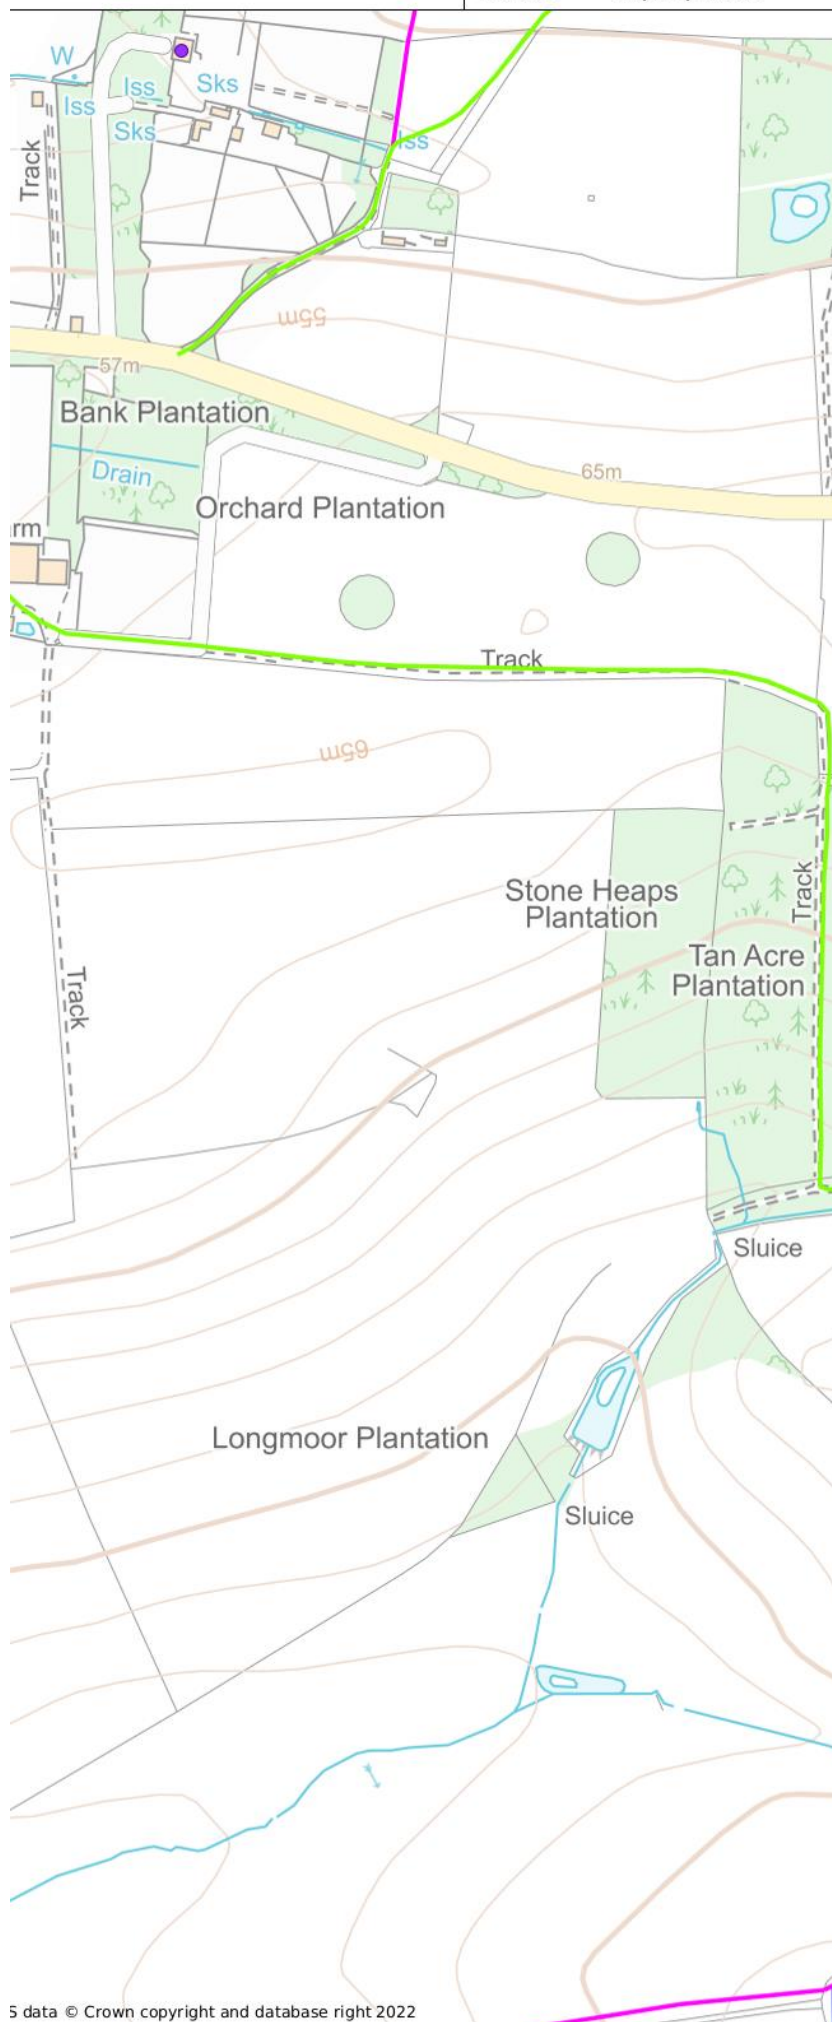 W
Iss
Sks
Iss
Sks
Iss
Track
55m
57m
Bank Plantation
65m
Drain
Orchard Plantation
rm
Track
65m
Stone Heaps
Plantation
Track
Tan Acre
Plantation
Track
Sluice
Longmoor Plantation
Sluice
S data © Crown copyright and database right 2022